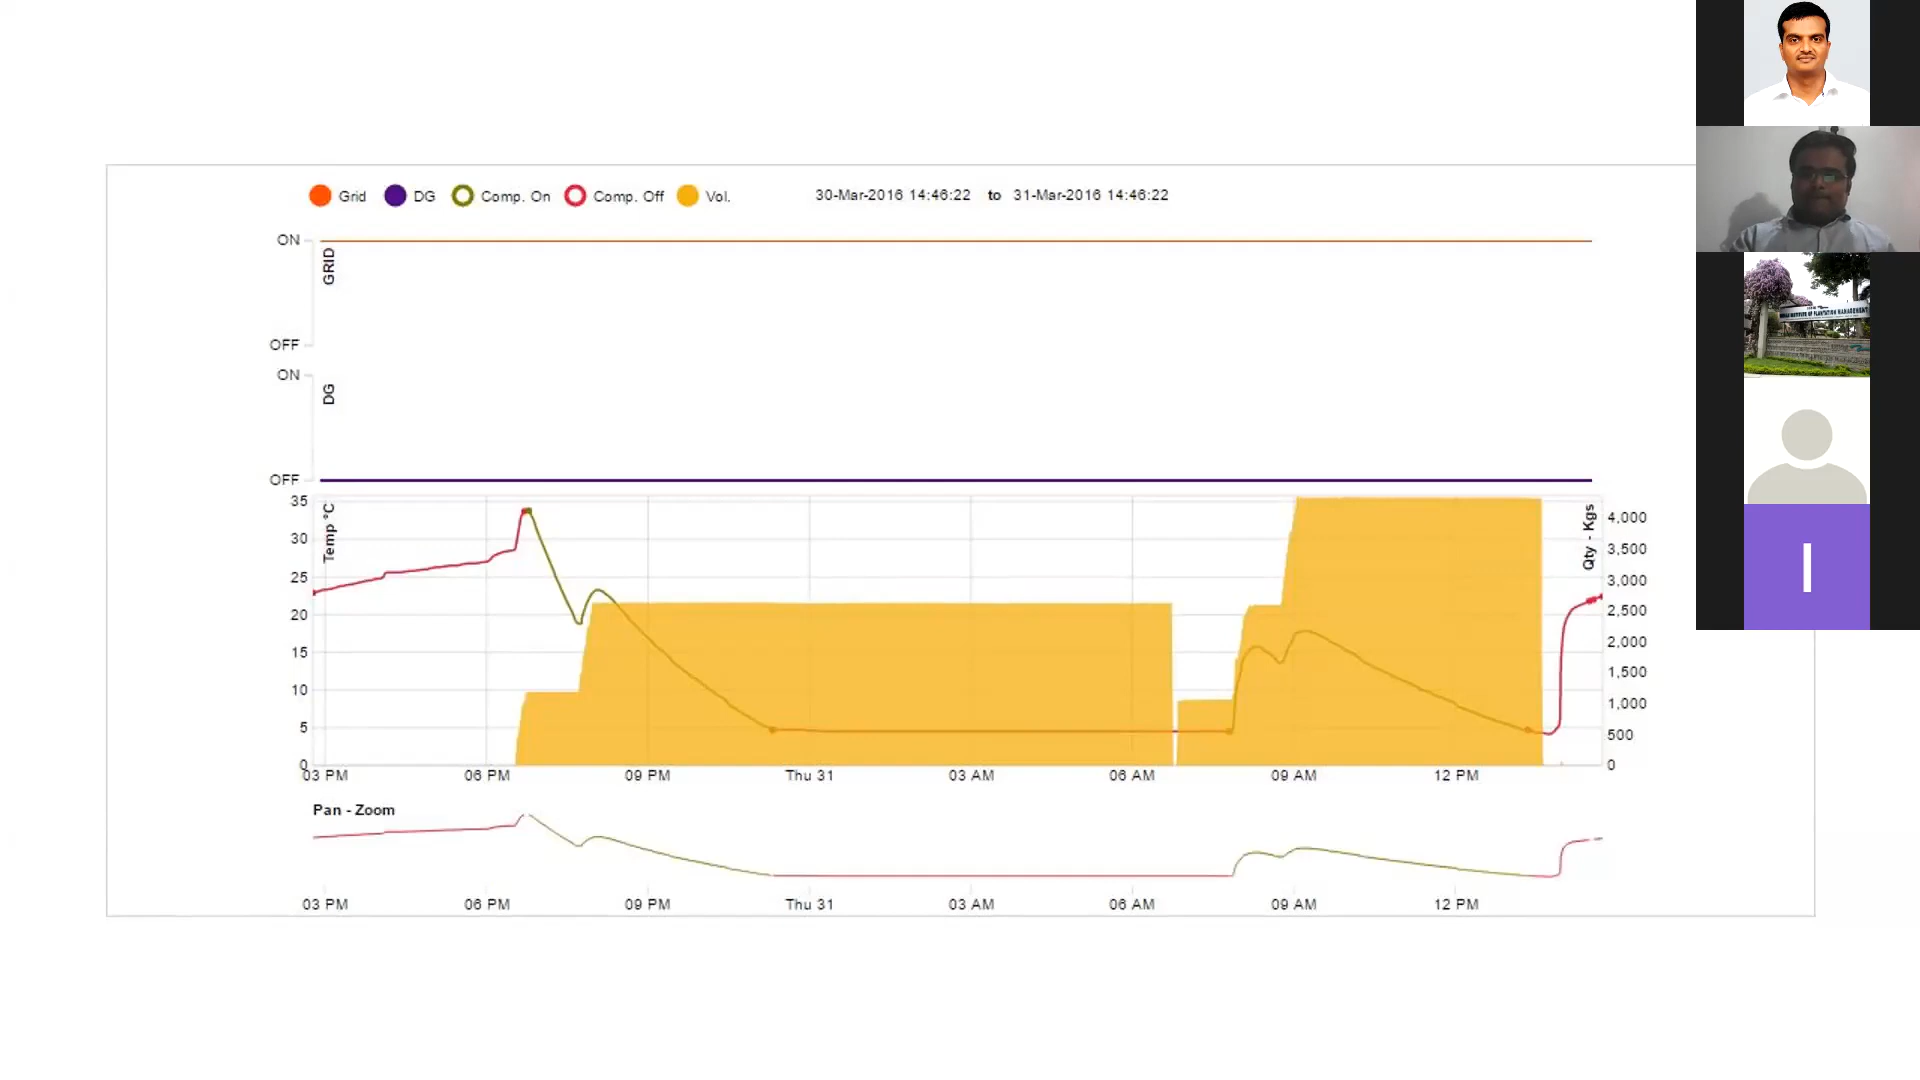 Grid DG Comp. On Comp. Off Vol. 30-Mar-2016 14:46:22 to 31-Mar-2016 14:46:22
ON
GRID
OFF
ON
DG
OFF
35
30
25
20
15
10
5
0
Temp °C
Qty - Kgs
4,000
3,500
3,000
2,500
2,000
1,500
1,000
500
0
03 PM 06 PM 09 PM Thu 31 03 AM 06 AM 09 AM 12 PM
Pan - Zoom
03 PM 06 PM 09 PM Thu 31 03 AM 06 AM 09 AM 12 PM
INSTITUTE OF PLANTATION MANAGEMENT
I